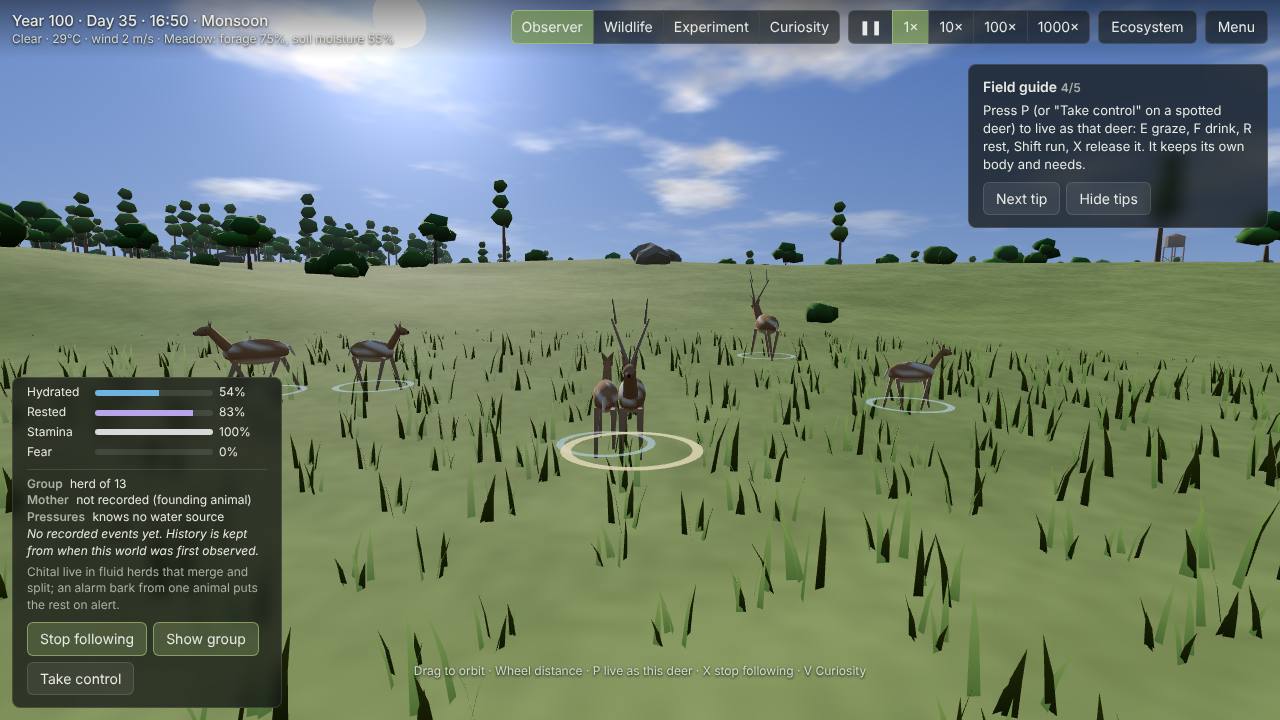 Year 100 · Day 35 · 16:50 · Monsoon
Clear · 29°C · wind 2 m/s · Meadow: forage 75%, soil moisture 55%
Observer
Wildlife
Experiment
Curiosity
1×
10×
100×
1000×
Ecosystem
Menu
Field guide 4/5
Press P (or "Take control" on a spotted
deer) to live as that deer: E graze, F drink, R
rest, Shift run, X release it. It keeps its own
body and needs.
Next tip
Hide tips
Hydrated 54%
Rested 83%
Stamina 100%
Fear 0%
Group herd of 13
Mother not recorded (founding animal)
Pressures knows no water source
No recorded events yet. History is kept
from when this world was first observed.
Chital live in fluid herds that merge and
split; an alarm bark from one animal puts
the rest on alert.
Stop following
Show group
Take control
Drag to orbit · Wheel distance · P live as this deer · X stop following · V Curiosity